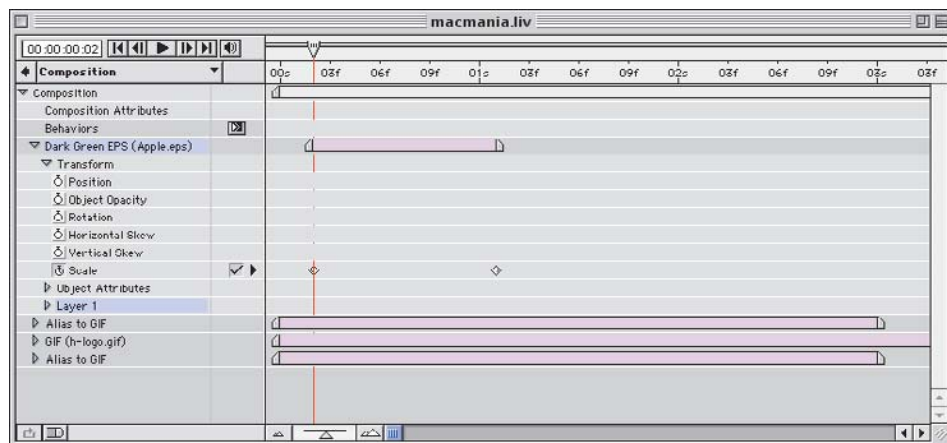 macmania.liv
00:00:00:02
Composition
00s 03f 06f 09f 01s 03f 06f 09f 02s 03f 06f 09f 03s 03f
Composition
Composition Attributes
Behaviors
Dark Green EPS (Apple.eps)
Transform
Position
Object Opacity
Rotation
Horizontal Skew
Vertical Skew
Scale
Object Attributes
Layer 1
Alias to GIF
GIF (h-logo.gif)
Alias to GIF